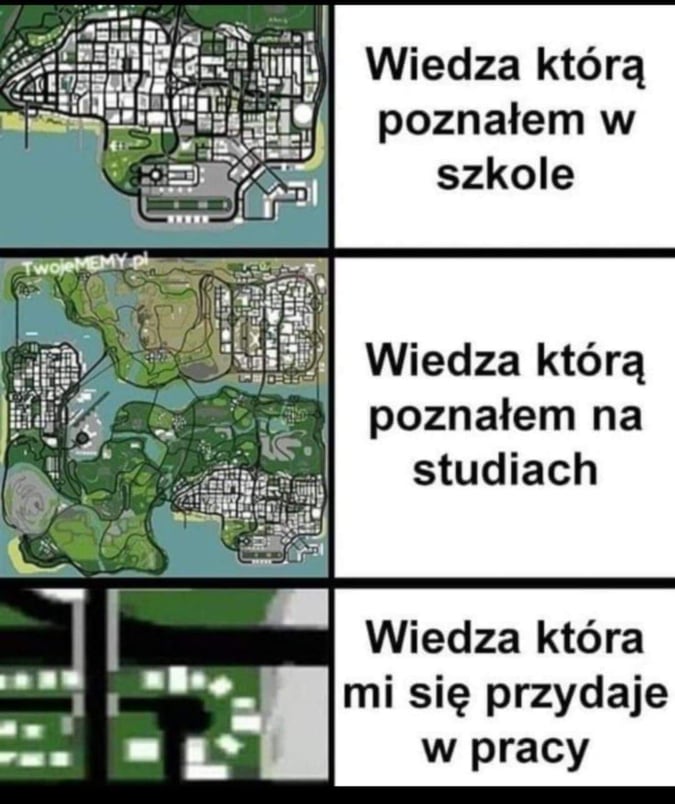 Wiedza którą
poznałem w
szkole
TwojeMEMY.pl
Wiedza którą
poznałem na
studiach
Wiedza która
mi się przydaje
w pracy